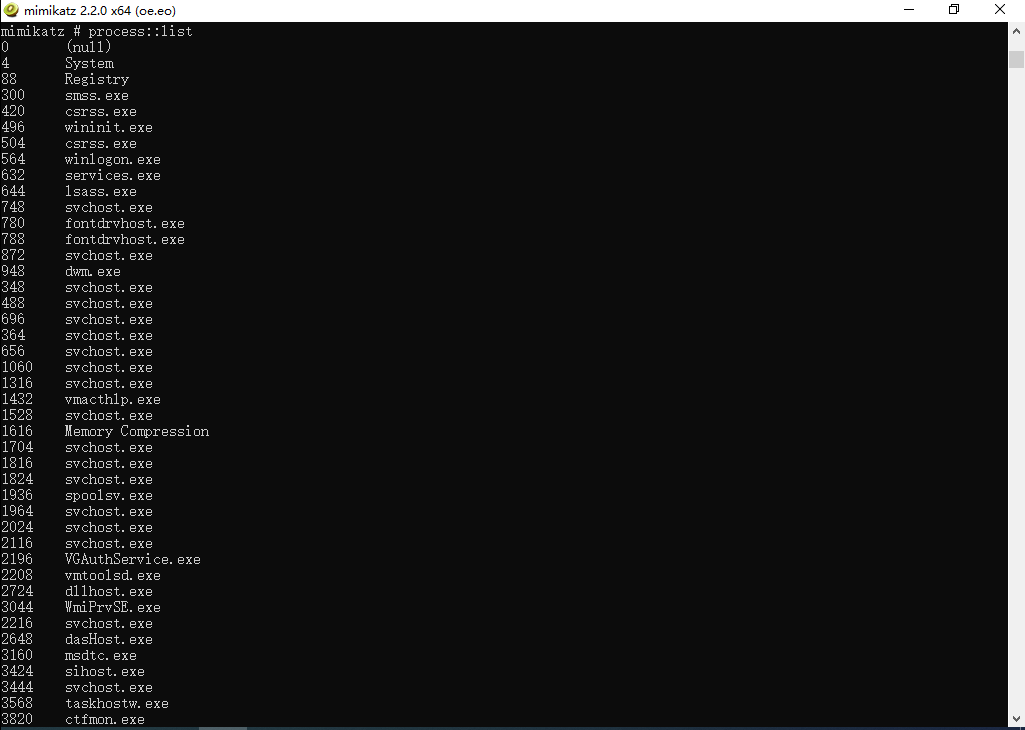 mimikatz 2.2.0 x64 (oe.eo)
mimikatz # process::list
0 (null)
4 System
88 Registry
300 smss.exe
420 csrss.exe
496 wininit.exe
504 csrss.exe
564 winlogon.exe
632 services.exe
644 lsass.exe
748 svchost.exe
780 fontdrvhost.exe
788 fontdrvhost.exe
872 svchost.exe
948 dwm.exe
348 svchost.exe
488 svchost.exe
696 svchost.exe
364 svchost.exe
656 svchost.exe
1060 svchost.exe
1316 svchost.exe
1432 vmacthlp.exe
1528 svchost.exe
1616 Memory Compression
1704 svchost.exe
1816 svchost.exe
1824 svchost.exe
1936 spoolsv.exe
1964 svchost.exe
2024 svchost.exe
2116 svchost.exe
2196 VGAuthService.exe
2208 vmtoolsd.exe
2724 dllhost.exe
3044 WmiPrvSE.exe
2216 svchost.exe
2648 dasHost.exe
3160 msdtc.exe
3424 sihost.exe
3444 svchost.exe
3568 taskhostw.exe
3820 ctfmon.exe